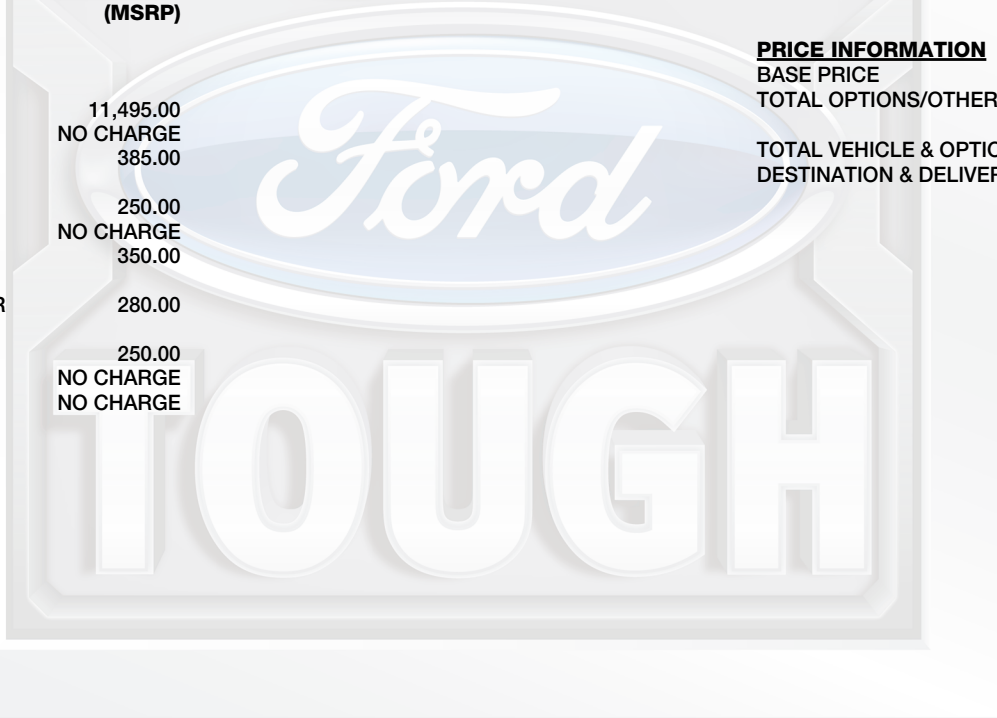 (MSRP)
11,495.00
NO CHARGE
385.00
250.00
NO CHARGE
350.00
R 280.00
250.00
NO CHARGE
NO CHARGE
PRICE INFORMATION
BASE PRICE
TOTAL OPTIONS/OTHER
TOTAL VEHICLE & OPTIO
DESTINATION & DELIVER
Ford
TOUGH